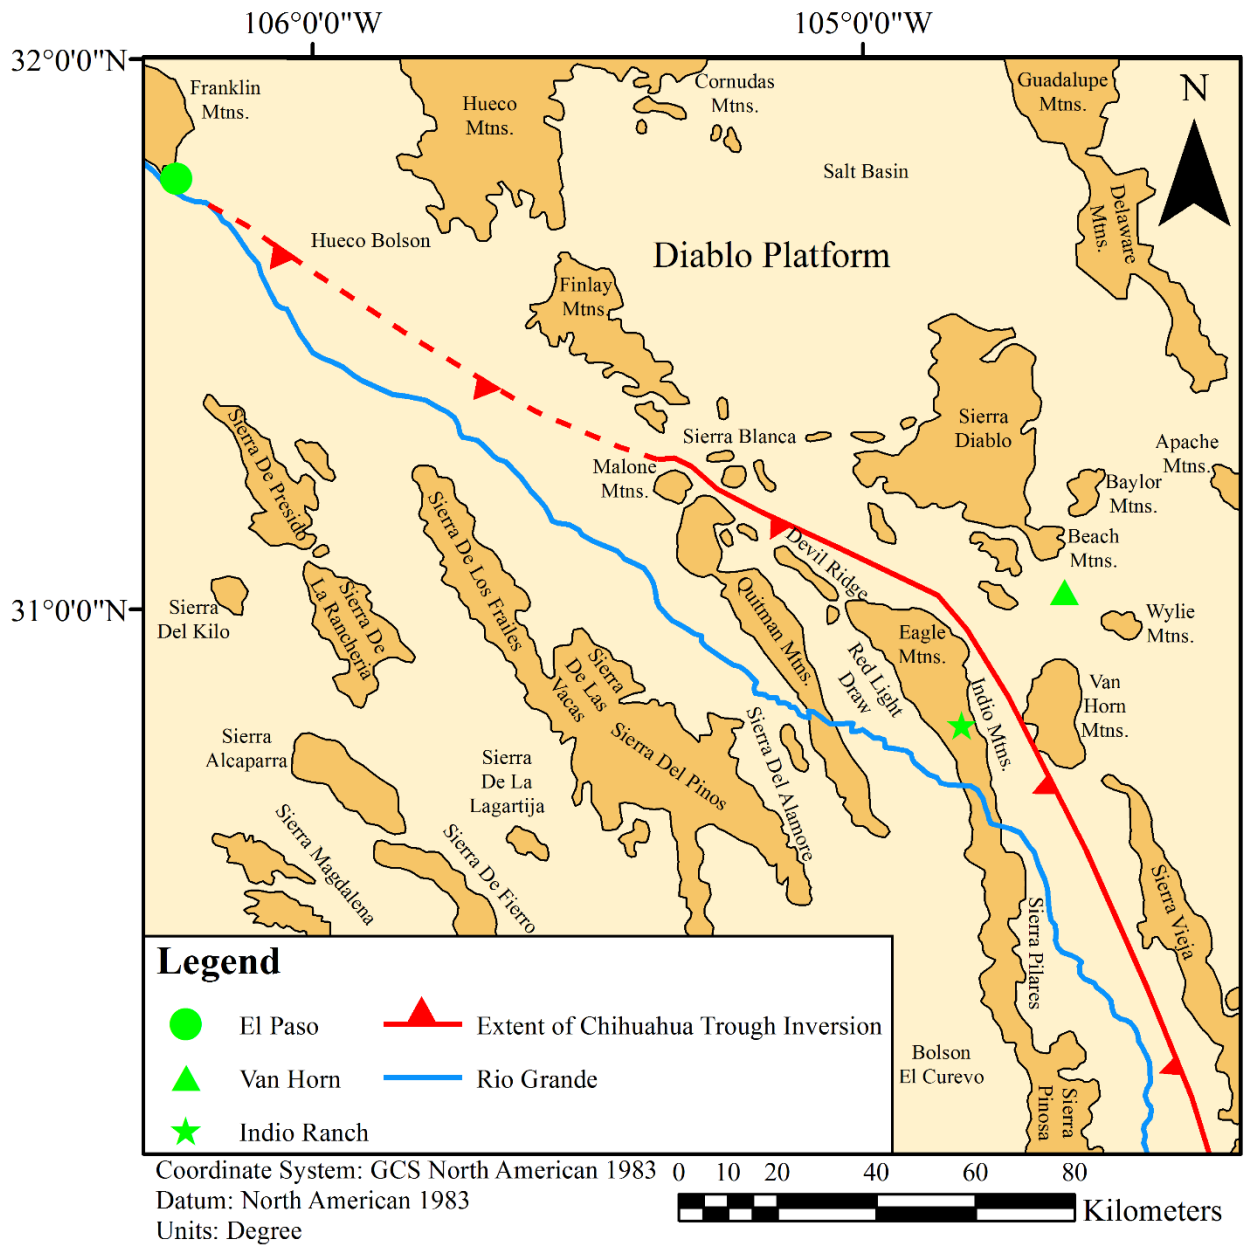 106°0'0"W
105°0'0"W
32°0'0"N
31°0'0"N
N
Franklin
Mtns.
Hueco
Mtns.
Cornudas
Mtns.
Guadalupe
Mtns.
Salt Basin
Delaware
Mtns.
Hueco Bolson
Diablo Platform
Finlay
Mtns.
Sierra
Diablo
Sierra Blanca
Malone
Mtns.
Apache
Mtns.
Baylor
Mtns.
Beach
Mtns.
Wylie
Mtns.
Van
Horn
Mtns.
Devil Ridge
Eagle
Mtns.
Quitman Mtns.
Red Light
Draw
Indio Mtns.
Sierra De Presido
Sierra De Los Frailes
Sierra
Del Kilo
Sierra De
La Rancheria
Sierra
De Las
Vacas
Sierra Del Pinos
Sierra Del Alamore
Sierra
Alcaparra
Sierra
De La
Lagartija
Sierra Magdalena
Sierra De Fierro
Sierra Vieja
Sierra Pilares
Bolson
El Curevo
Sierra
Pinosa
Legend
El Paso
Van Horn
Indio Ranch
Extent of Chihuahua Trough Inversion
Rio Grande
Coordinate System: GCS North American 1983
Datum: North American 1983
Units: Degree
0 10 20 40 60 80
Kilometers